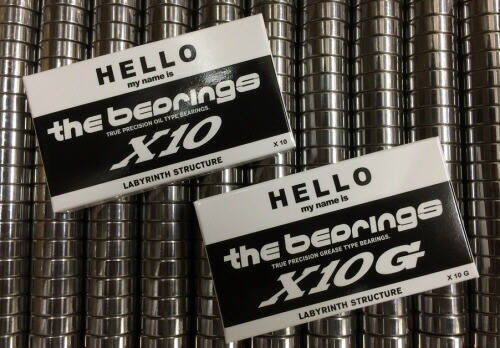 HELLO
my name is
the bearings
TRUE PRECISION OIL TYPE BEARINGS.
X10
X 10
LABYRINTH STRUCTURE
HELLO
my name is
the bearings
TRUE PRECISION GREASE TYPE BEARINGS.
X10G
X 10 G
LABYRINTH STRUCTURE